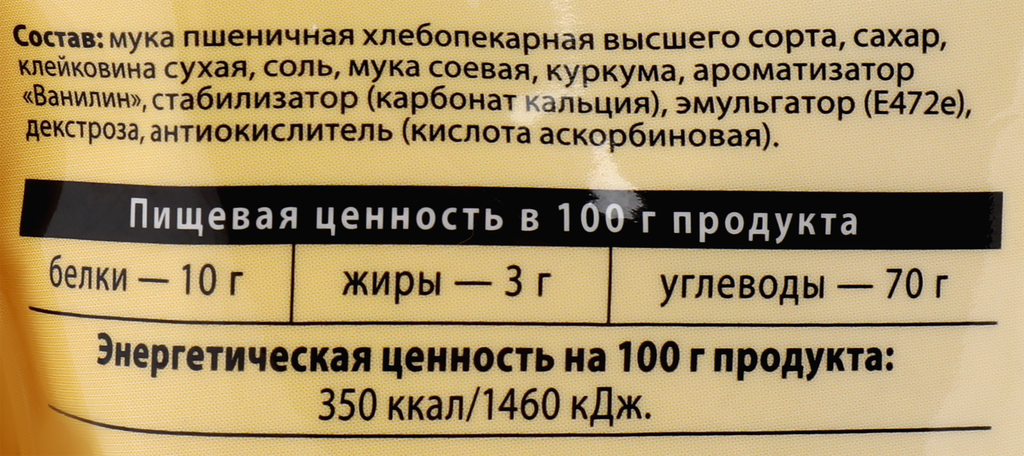 Состав: мука пшеничная хлебопекарная высшего сорта, сахар,
клейковина сухая, соль, мука соевая, куркума, ароматизатор
«Ванилин», стабилизатор (карбонат кальция), эмульгатор (Е472е),
декстроза, антиокислитель (кислота аскорбиновая).
Пищевая ценность в 100 г продукта
белки — 10 г жиры — 3 г углеводы — 70 г
Энергетическая ценность на 100 г продукта:
350 ккал/1460 кДж.